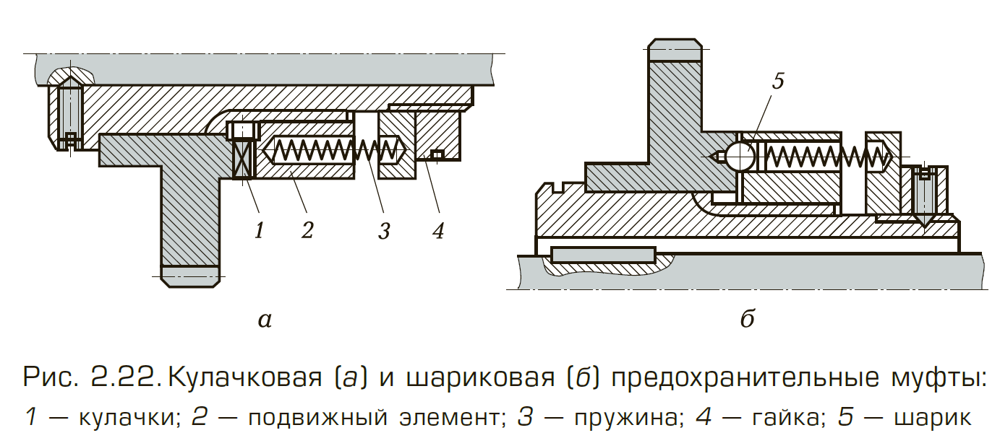 5
1 2 3 4
а б
Рис. 2.22. Кулачковая (а) и шариковая (б) предохранительные муфты:
1 — кулачки; 2 — подвижный элемент; 3 — пружина; 4 — гайка; 5 — шарик